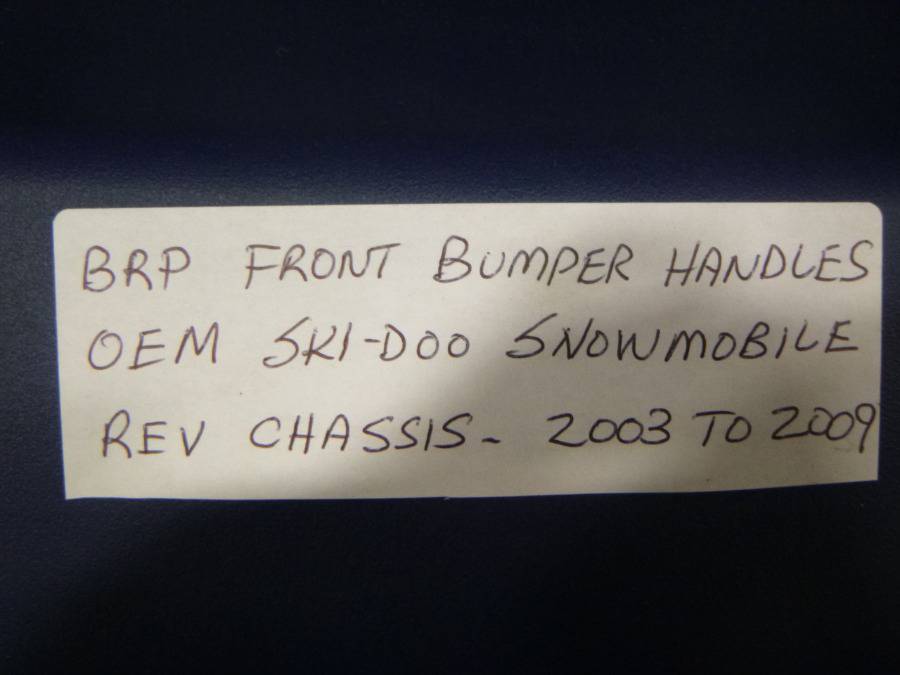 BRP FRONT BUMPER HANDLES
OEM SKI-DOO SNOWMOBILE
REV CHASSIS- 2003 TO 2009